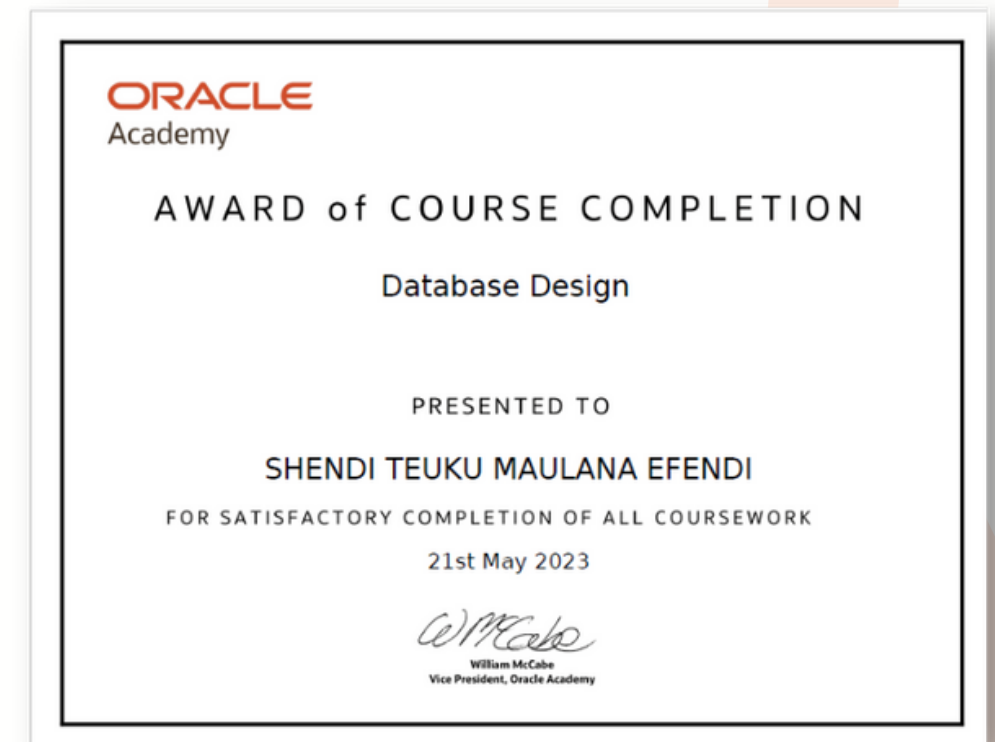 ORACLE
Academy
AWARD of COURSE COMPLETION
Database Design
PRESENTED TO
SHENDI TEUKU MAULANA EFENDI
FOR SATISFACTORY COMPLETION OF ALL COURSEWORK
21st May 2023
W McCabe
William McCabe
Vice President, Oracle Academy